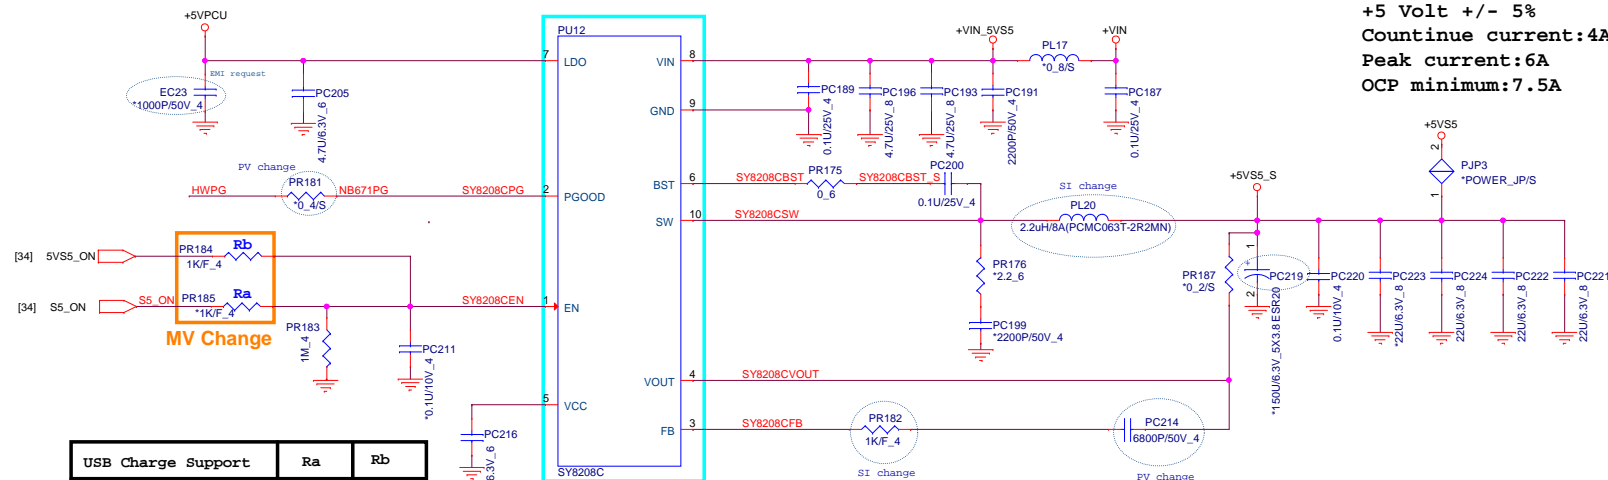 +5 Volt +/- 5%
Countinue current:4A
Peak current:6A
OCP minimum:7.5A
+5VPCU
EMI request
EC23
*1000P/50V_4
PC205
4.7U/6.3V_6
PU12
7
LDO
VIN
8
GND
9
2
PGOOD
BST
6
SW
10
1
EN
VOUT
4
5
VCC
FB
3
SY8208C
+VIN_5VS5
PL17
*0_8/S
+VIN
PC189
0.1U/25V_4
PC196
4.7U/25V_8
PC193
4.7U/25V_8
PC191
2200P/50V_4
PC187
0.1U/25V_4
PV change
HWPG
PR181
*0_4/S
NB671PG
SY8208CPG
SY8208CBST
PR175
0_6
SY8208CBST_S
PC200
0.1U/25V_4
SY8208CSW
SI change
PL20
2.2uH/8A(PCMC063T-2R2MN)
+5VS5_S
+5VS5
2
PJP3
*POWER_JP/S
1
[34] 5VS5_ON
PR184
Rb
1K/F_4
[34] S5_ON
S5_ON
PR185
Ra
*1K/F_4
MV Change
SY8208CEN
PR183
1M_4
PC211
*0.1U/10V_4
PR176
*2.2_6
PC199
*2200P/50V_4
PR187
*0_2/S
1
+
PC219
2
*150U/6.3V_5X3.8 ESR20
PC220
0.1U/10V_4
PC223
*22U/6.3V_8
PC224
22U/6.3V_8
PC222
22U/6.3V_8
PC221
22U/6.3V_8
SY8208CVOUT
SY8208CFB
PR182
1K/F_4
SI change
PC214
6800P/50V_4
PV change
PC216
6.3V_6
USB Charge Support Ra Rb